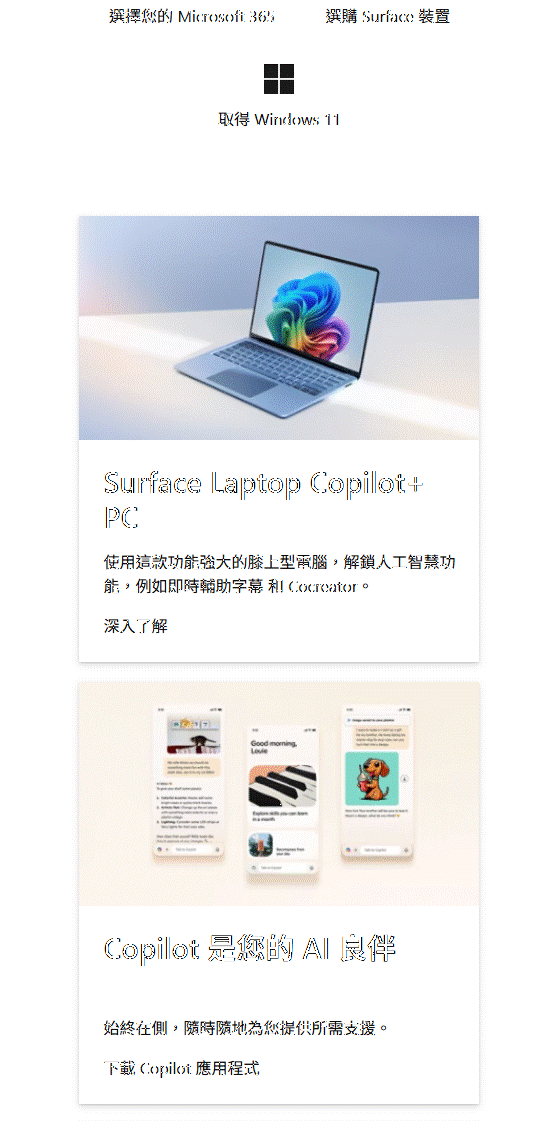 選擇您的 Microsoft 365
選購 Surface 裝置
取得 Windows 11
Surface Laptop Copilot+
PC
使用這款功能強大的膝上型電腦，解鎖人工智慧功
能，例如即時輔助字幕 和 Cocreator。
深入了解
Good morning,
Louie
Explore skills you can learn
in a month
Copilot 是您的 AI 良伴
始終在側，隨時隨地為您提供所需支援。
下載 Copilot 應用程式